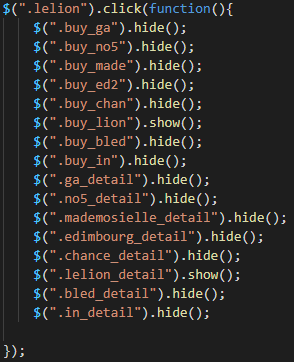 $(".lelion").click(function(){
$(".buy_ga").hide();
$(".buy_no5").hide();
$(".buy_made").hide();
$(".buy_ed2").hide();
$(".buy_chan").hide();
$(".buy_lion").show();
$(".buy_bled").hide();
$(".buy_in").hide();
$(".ga_detail").hide();
$(".no5_detail").hide();
$(".mademosielle_detail").hide();
$(".edimbourg_detail").hide();
$(".chance_detail").hide();
$(".lelion_detail").show();
$(".bled_detail").hide();
$(".in_detail").hide();
});